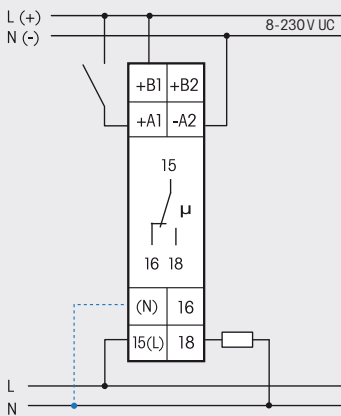 L (+)
8-230 V UC
N (-)
+B1 +B2
+A1 -A2
15
µ
16 18
(N) 16
15(L) 18
L
N